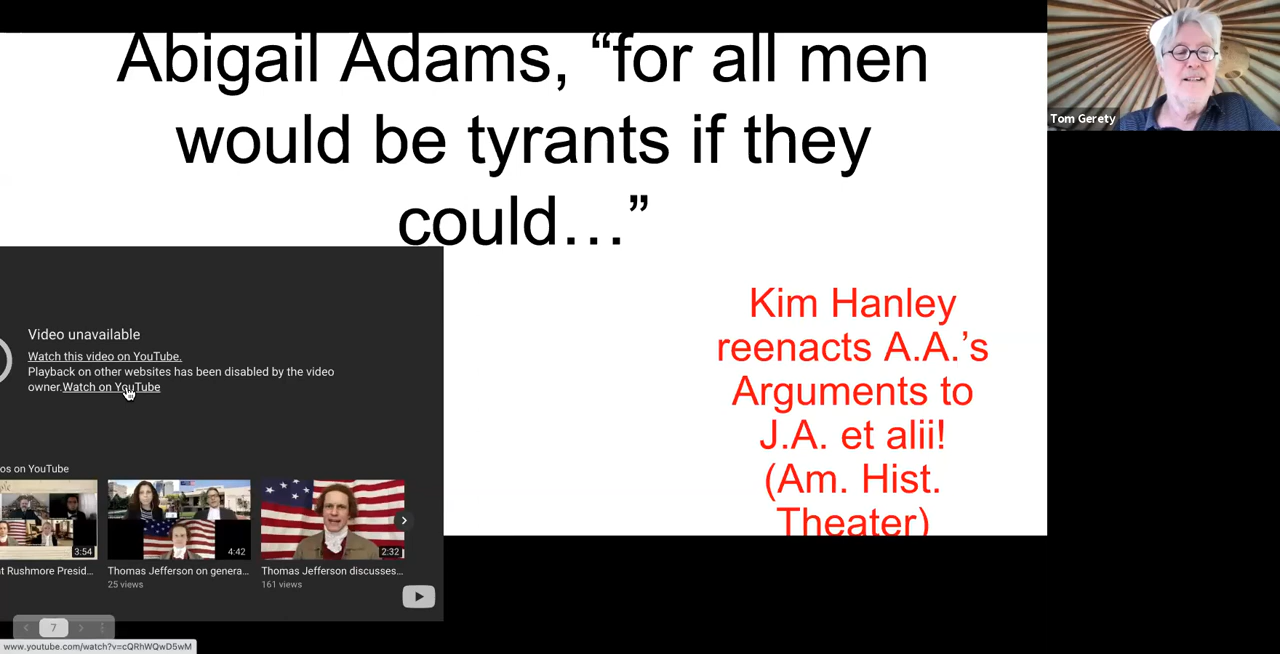 Abigail Adams, “for all men
would be tyrants if they
could…”
Tom Gerety
Kim Hanley
reenacts A.A.’s
Arguments to
J.A. et alii!
(Am. Hist.
Theater)
Video unavailable
Watch this video on YouTube.
Playback on other websites has been disabled by the video
owner.Watch on YouTube
os on YouTube
3:54
4:42
2:32
t Rushmore Presid...
Thomas Jefferson on genera...
Thomas Jefferson discusses...
25 views
161 views
7
www.youtube.com/watch?v=cQRhWQwD5wM